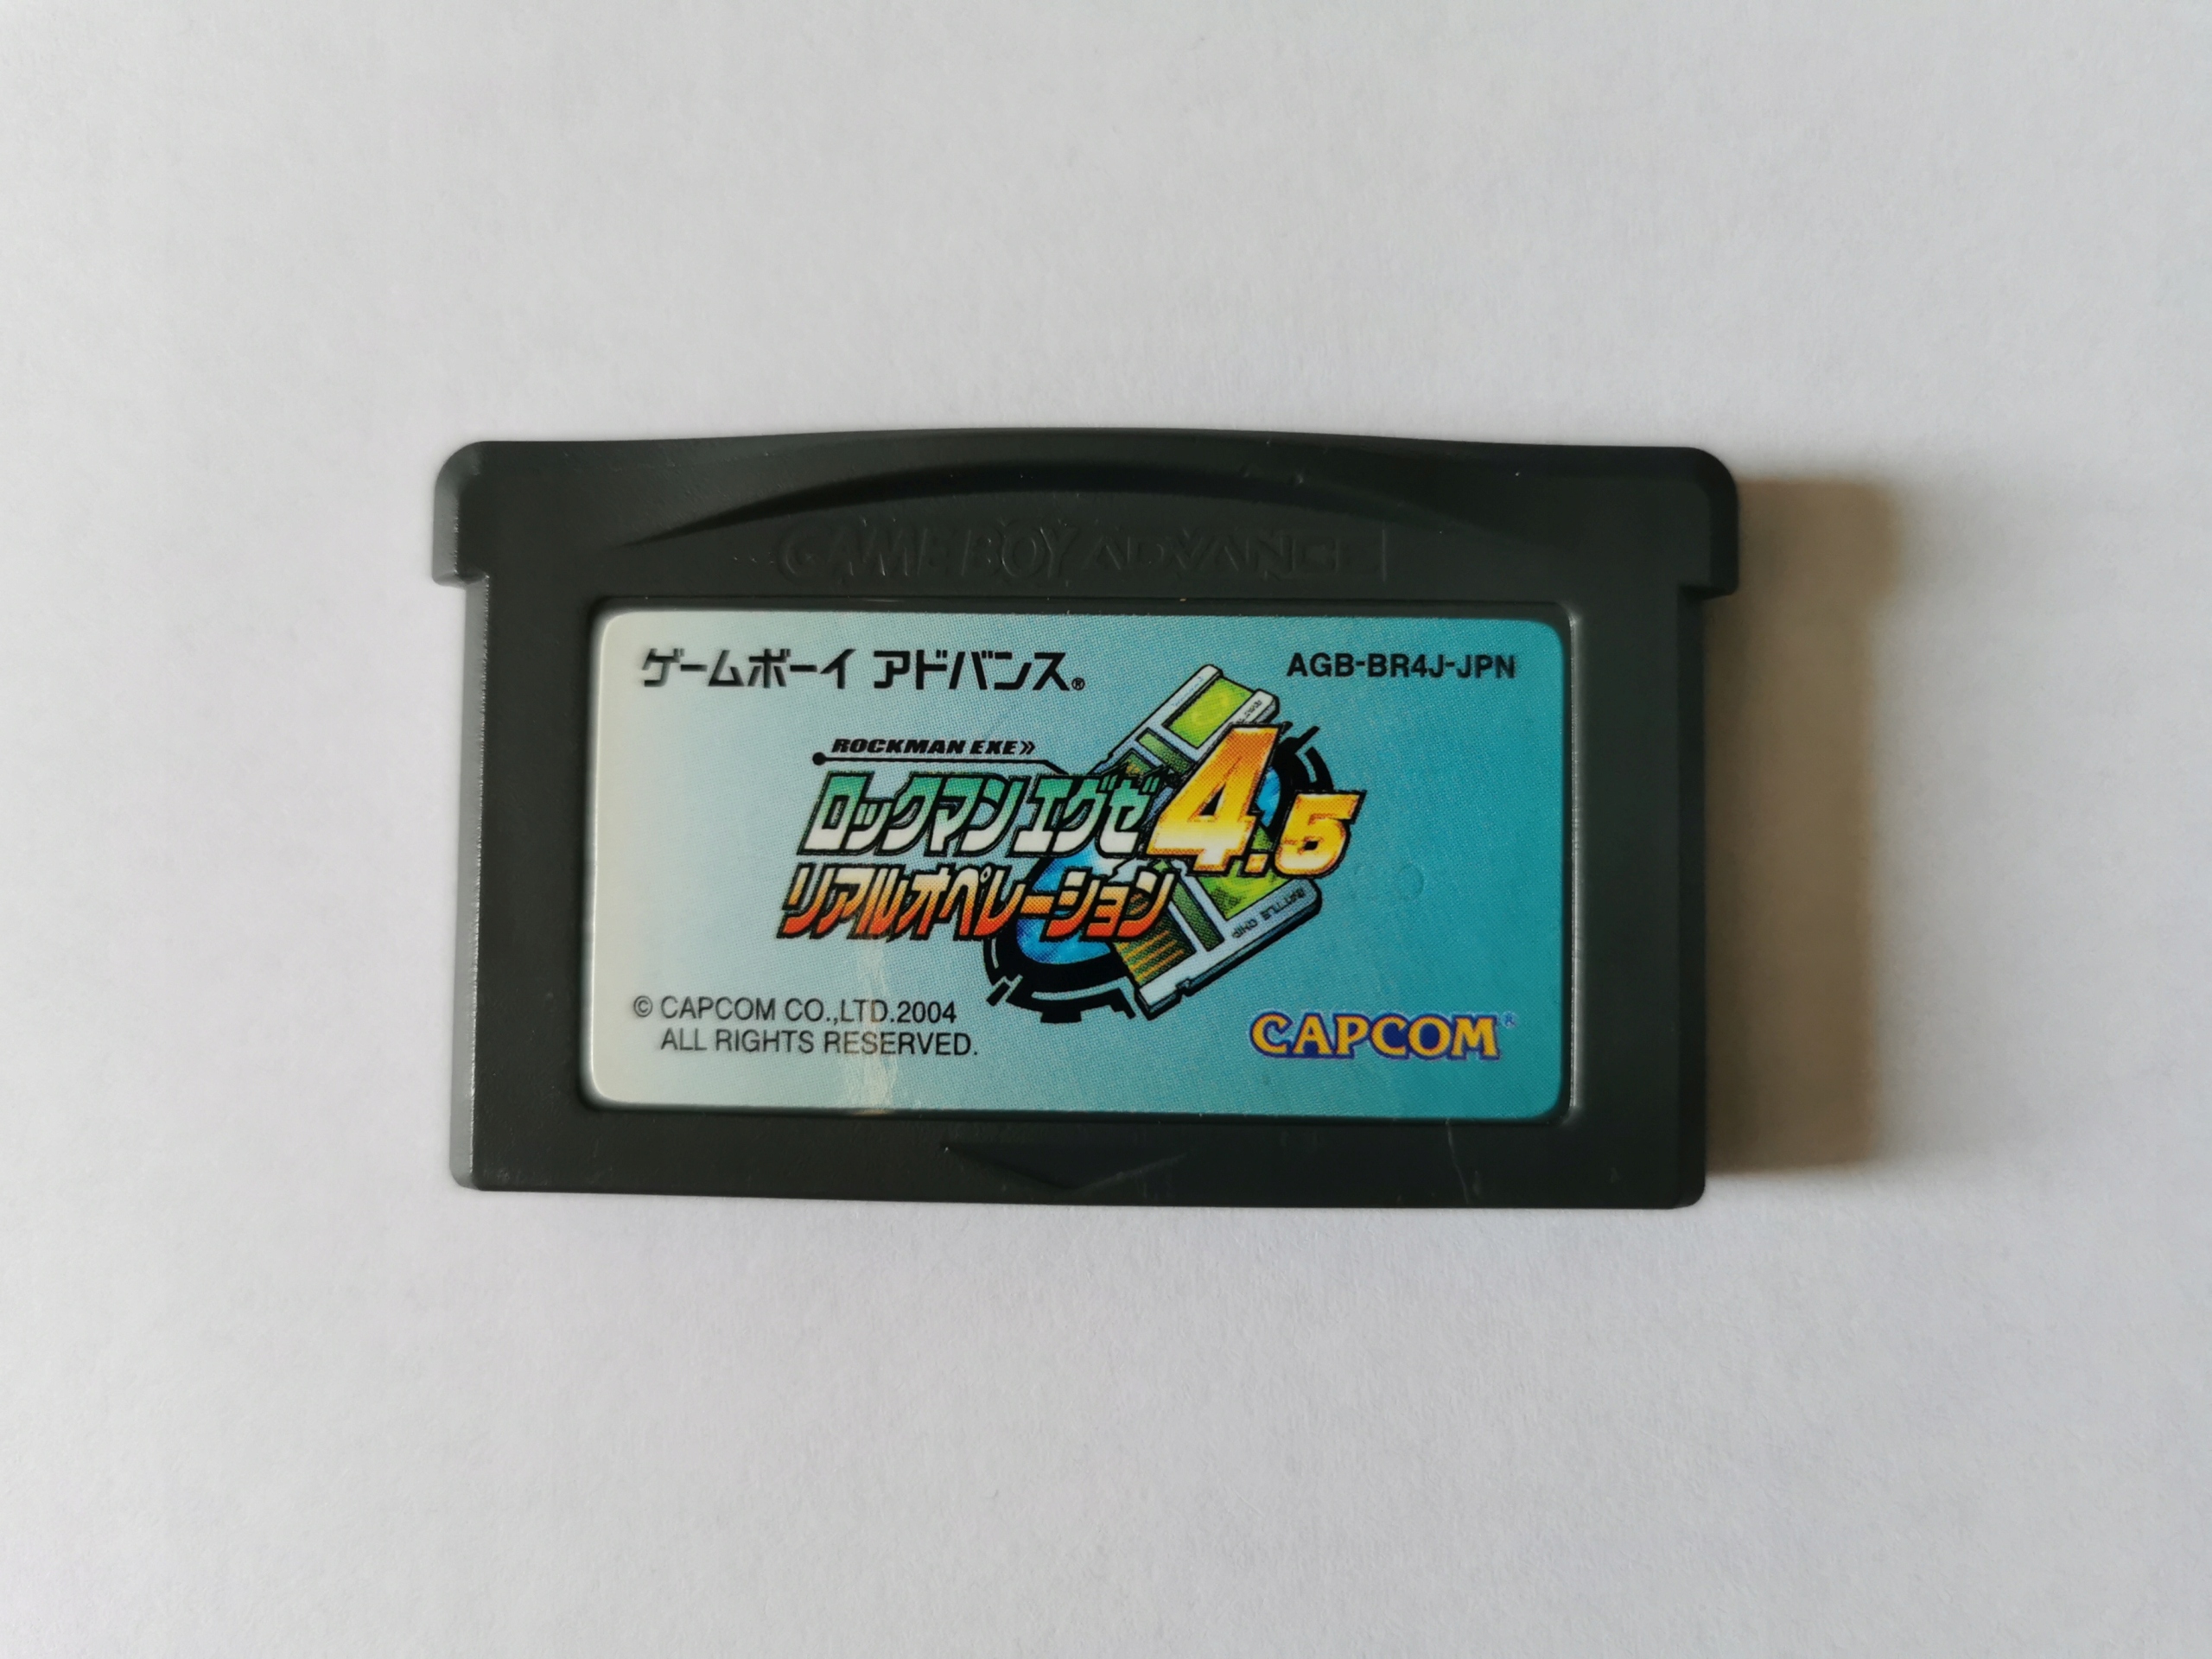 GAME BOY ADVANCE
ゲームボーイ アドバンス®
AGB-BR4J-JPN
ROCKMAN EXE»
ロックマン エグゼ 4.5
リアルオペレーション
BATTLE CHIP
© CAPCOM CO.,LTD.2004
ALL RIGHTS RESERVED.
CAPCOM®